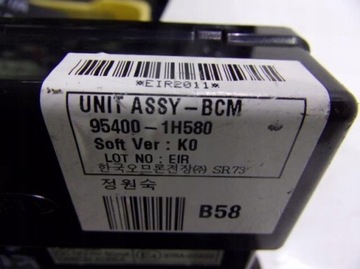 *EIR2011*
UNIT ASSY-BCM
95400-1H580
Soft Ver : K0
LOT NO : EIR
한국오므론전장(주) SR73
정원숙
B58